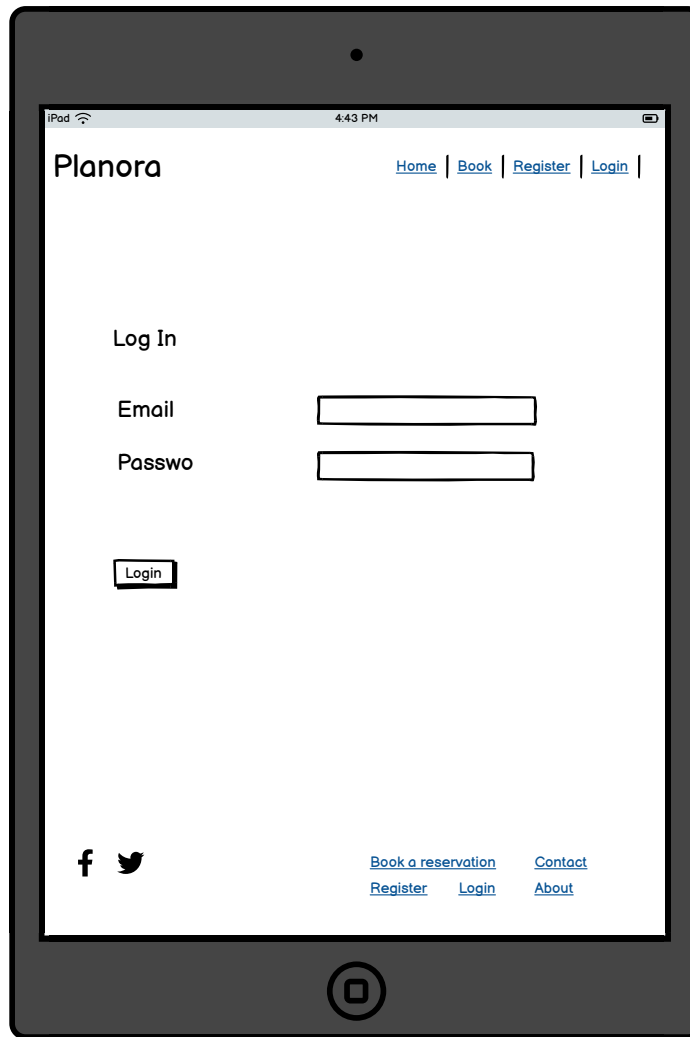 iPad 4:43 PM
Planora Home Book Register Login
Log In
Email
Passwo
Login
Book a reservation Contact
Register Login About